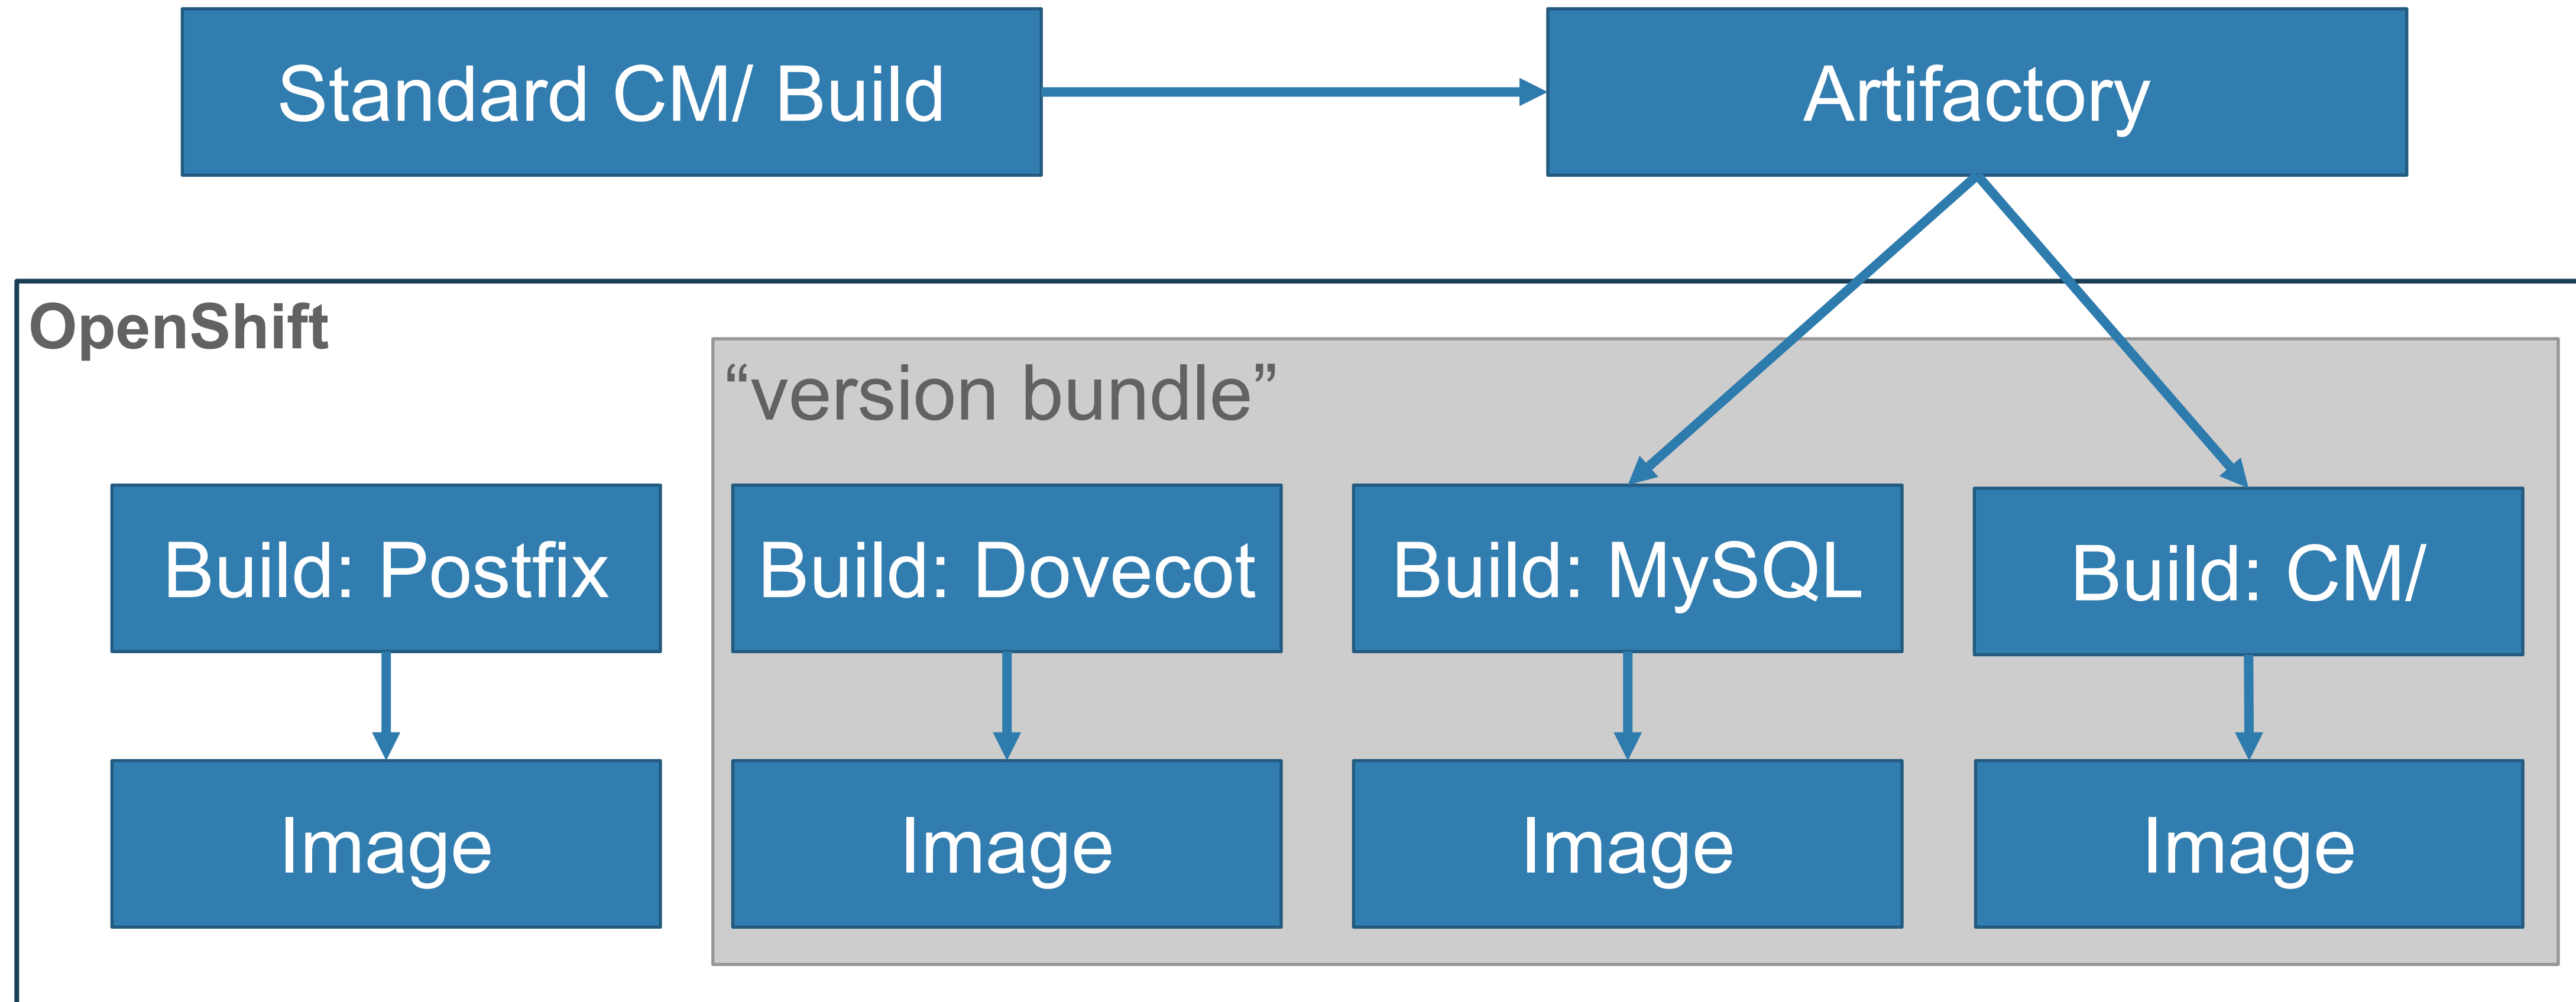 Standard CM/ Build
Artifactory
OpenShift
“version bundle”
Build: Postfix
Build: Dovecot
Build: MySQL
Build: CM/
Image
Image
Image
Image